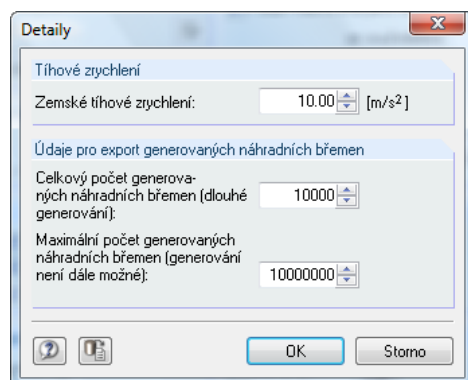 Detaily
Tíhové zrychlení
Zemské tíhové zrychlení: 10.00 [m/s²]
Údaje pro export generovaných náhradních břemen
Celkový počet generova-
ných náhradních břemen (dlouhé 10000
generování):
Maximální počet generovaných
náhradních břemen (generování
není dále možné): 10000000
OK Storno